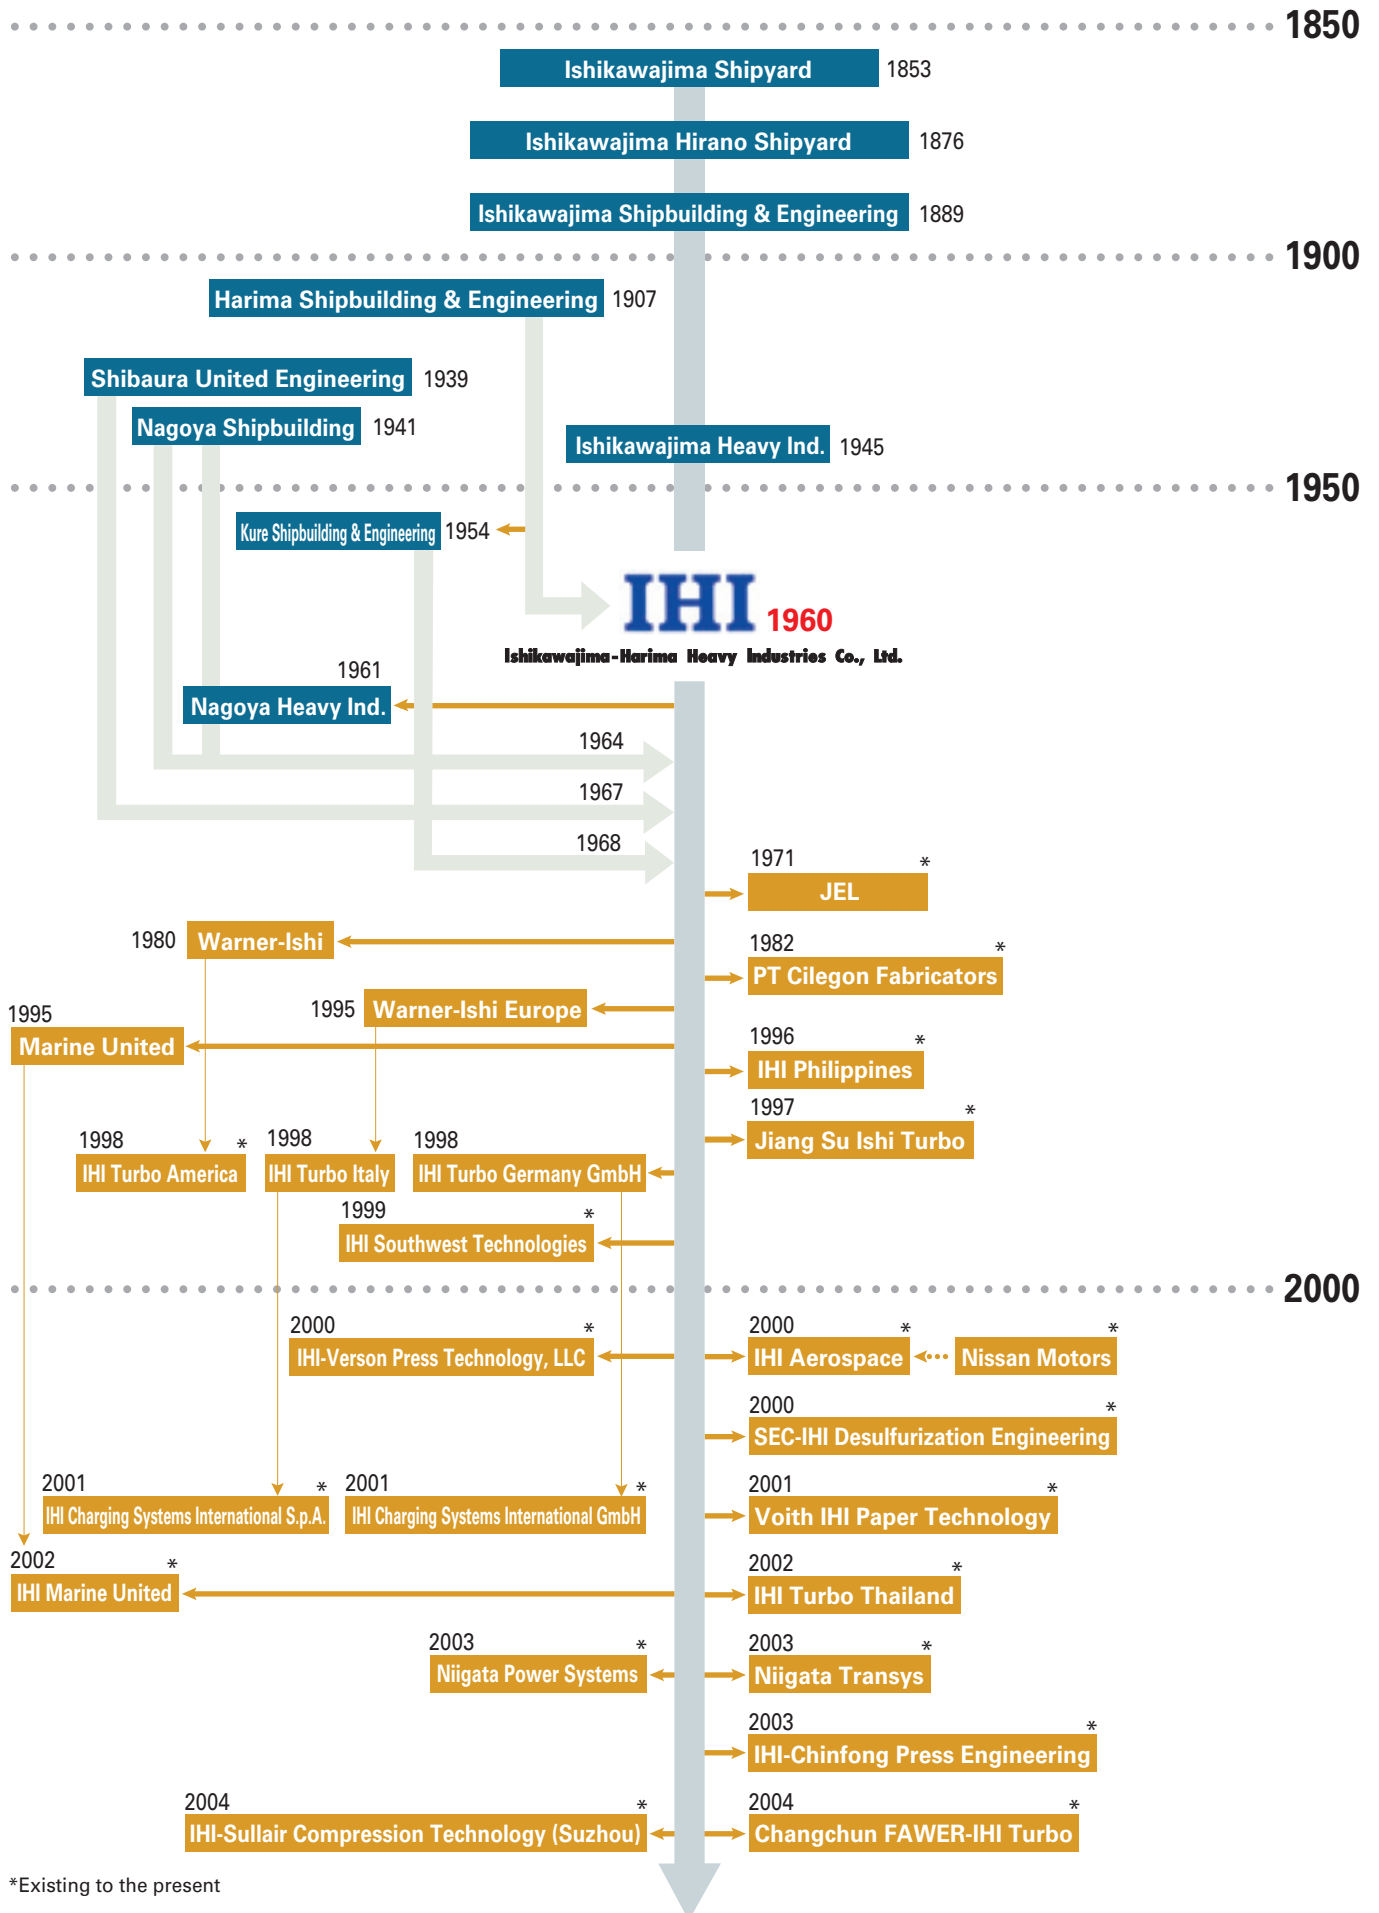 1850
Ishikawajima Shipyard 1853
Ishikawajima Hirano Shipyard 1876
Ishikawajima Shipbuilding & Engineering 1889
1900
Harima Shipbuilding & Engineering 1907
Shibaura United Engineering 1939
Nagoya Shipbuilding 1941
Ishikawajima Heavy Ind. 1945
1950
Kure Shipbuilding & Engineering 1954
IHI 1960
Ishikawajima-Harima Heavy Industries Co., Ltd.
1961
Nagoya Heavy Ind.
1964
1967
1968
1971 *
JEL
1980 Warner-Ishi
1982 *
PT Cilegon Fabricators
1995 Warner-Ishi Europe
1995
Marine United
1996 *
IHI Philippines
1997 *
Jiang Su Ishi Turbo
1998 *
IHI Turbo America
1998
IHI Turbo Italy
1998
IHI Turbo Germany GmbH
1999 *
IHI Southwest Technologies
2000
2000 *
IHI-Verson Press Technology, LLC
2000 *
IHI Aerospace
*
Nissan Motors
2000 *
SEC-IHI Desulfurization Engineering
2001 *
IHI Charging Systems International S.p.A.
2001 *
IHI Charging Systems International GmbH
2001 *
Voith IHI Paper Technology
2002 *
IHI Marine United
2002 *
IHI Turbo Thailand
2003 *
Niigata Power Systems
2003 *
Niigata Transys
2003 *
IHI-Chinfong Press Engineering
2004 *
IHI-Sullair Compression Technology (Suzhou)
2004 *
Changchun FAWER-IHI Turbo
*Existing to the present